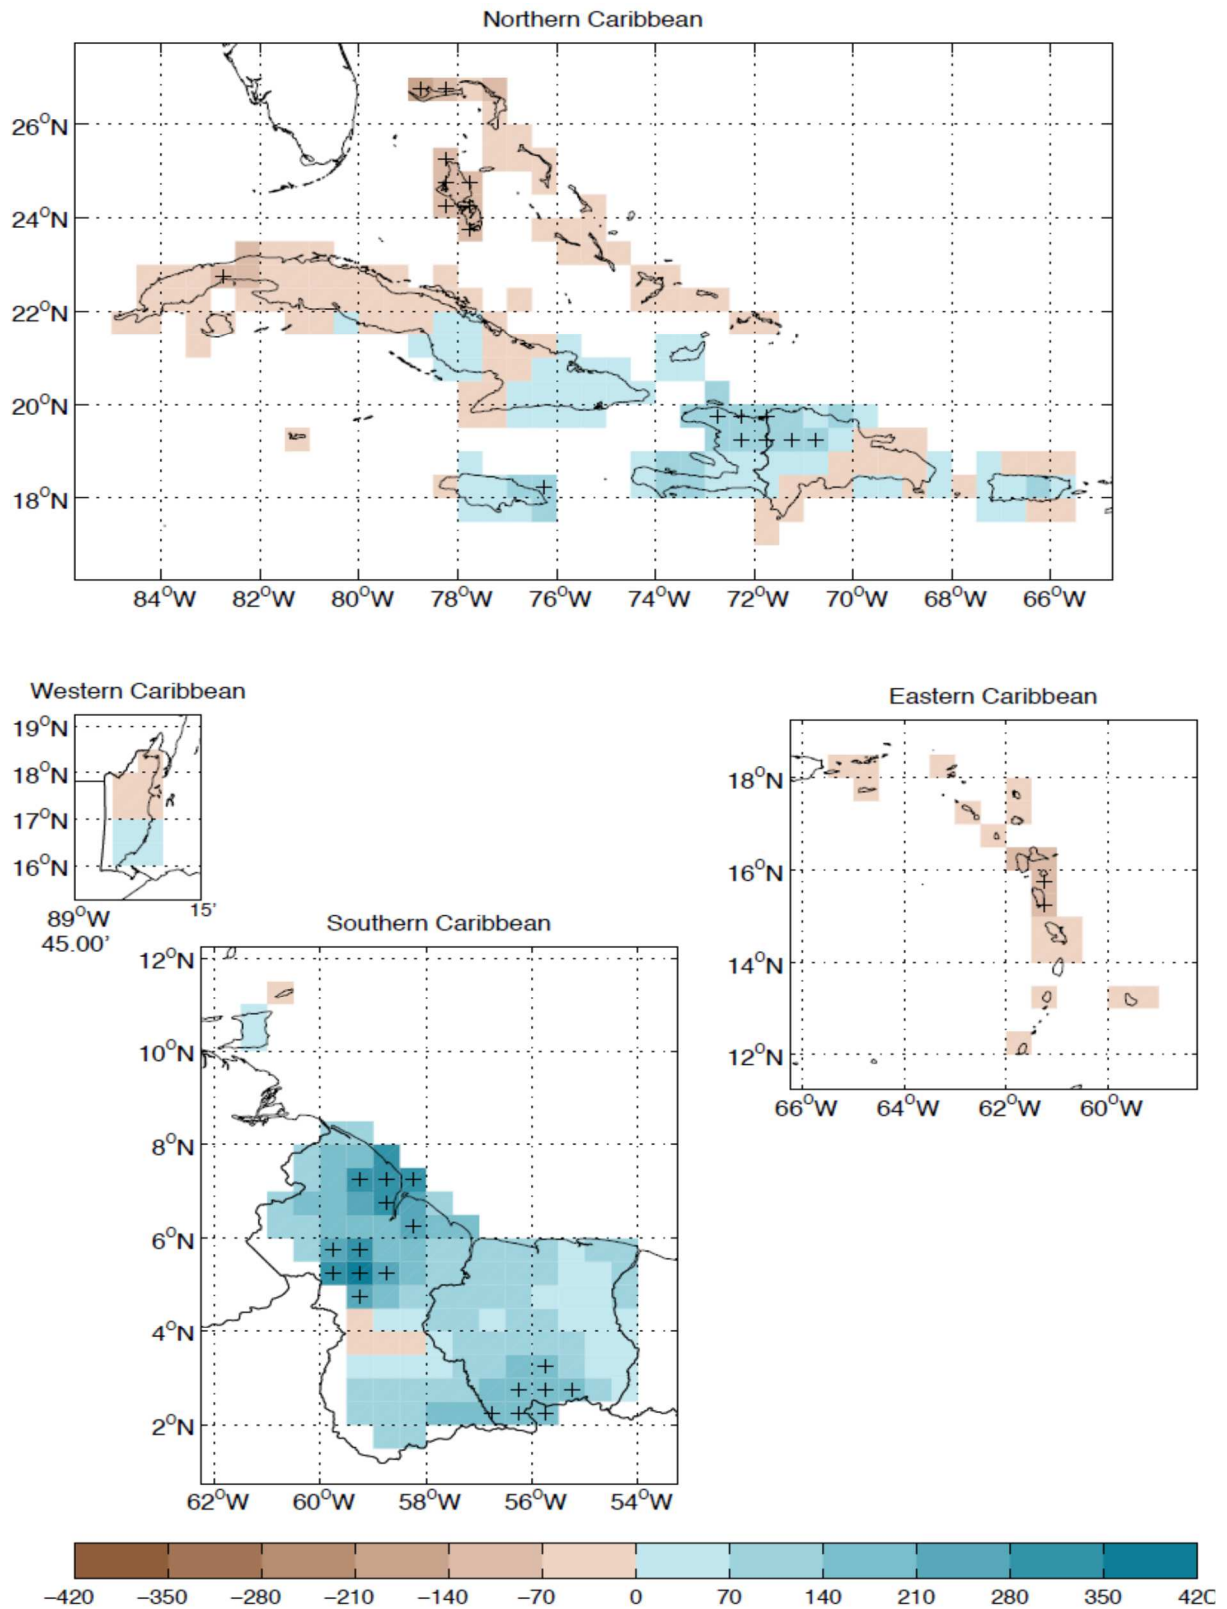 Northern Caribbean
26°N
24°N
22°N
20°N
18°N
84°W 82°W 80°W 78°W 76°W 74°W 72°W 70°W 68°W 66°W
Western Caribbean
19°N
18°N
17°N
16°N
89°W 15'
45.00'
Eastern Caribbean
18°N
16°N
14°N
12°N
66°W 64°W 62°W 60°W
Southern Caribbean
12°N
10°N
8°N
6°N
4°N
2°N
62°W 60°W 58°W 56°W 54°W
−420 −350 −280 −210 −140 −70 0 70 140 210 280 350 420